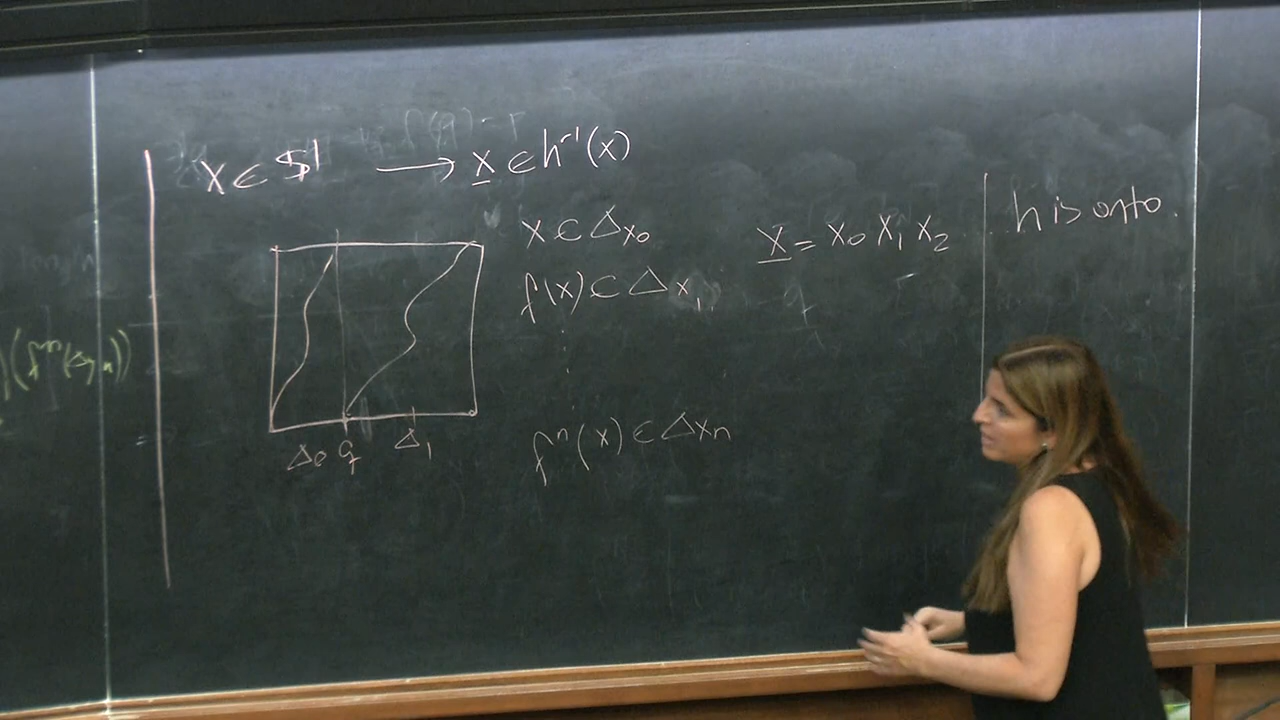 x ∈ S¹ ⟶ x̲ ∈ h⁻¹(x)
x ∈ Δx₀
x̲ = x₀ x₁ x₂ ...
h is onto.
f(x) ∈ Δx₁
fⁿ(x) ∈ Δxₙ
Δ₀ q Δ₁